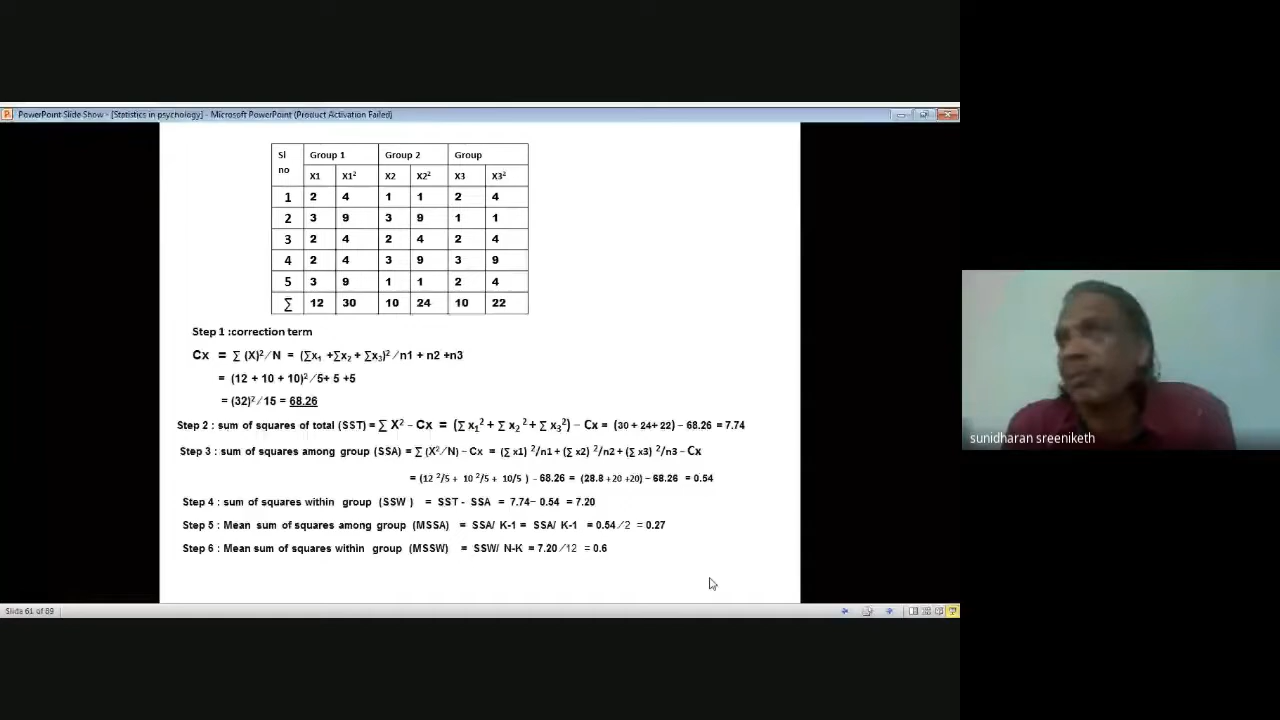 PowerPoint Slide Show - [Statistics in psychology] - Microsoft PowerPoint (Product Activation Failed)
Sl no Group 1 Group 2 Group
X1 X1² X2 X2² X3 X3²
1 2 4 1 1 2 4
2 3 9 3 9 1 1
3 2 4 2 4 2 4
4 2 4 3 9 3 9
5 3 9 1 1 2 4
∑ 12 30 10 24 10 22
Step 1 :correction term
Cx = ∑ (X)² ∕ N = (∑x₁ +∑x₂ + ∑x₃)² ∕ n1 + n2 +n3
= (12 + 10 + 10)² ∕ 5+ 5 +5
= (32)² ∕ 15 = 68.26
Step 2 : sum of squares of total (SST) = ∑ X² – Cx = (∑ x₁² + ∑ x₂ ² + ∑ x₃²) – Cx = (30 + 24+ 22) – 68.26 = 7.74
Step 3 : sum of squares among group (SSA) = ∑ (X²/N) – Cx = (∑ x1) ²/n1 + (∑ x2) ²/n2 + (∑ x3) ²/n3 – Cx
= (12 ²/5 + 10 ²/5 + 10/5 ) – 68.26 = (28.8 +20 +20) – 68.26 = 0.54
Step 4 : sum of squares within group (SSW ) = SST - SSA = 7.74– 0.54 = 7.20
Step 5 : Mean sum of squares among group (MSSA) = SSA/ K-1 = SSA/ K-1 = 0.54 ∕ 2 = 0.27
Step 6 : Mean sum of squares within group (MSSW) = SSW/ N-K = 7.20 ∕ 12 = 0.6
Slide 61 of 89
sunidharan sreeniketh